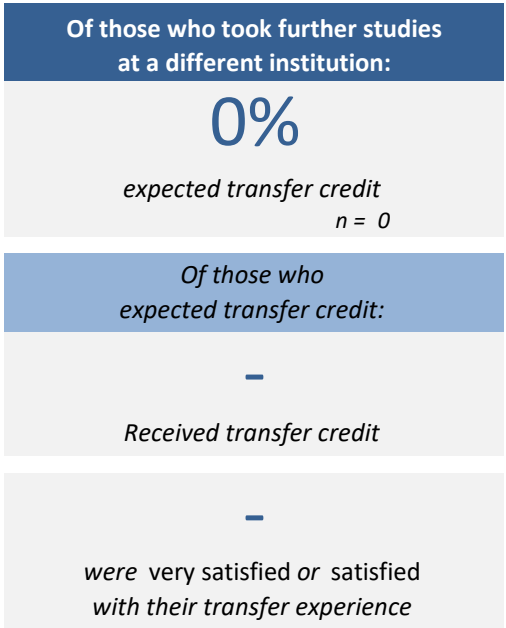 Of those who took further studies
at a different institution:
0%
expected transfer credit
n = 0
Of those who
expected transfer credit:
-
Received transfer credit
-
were very satisfied or satisfied
with their transfer experience